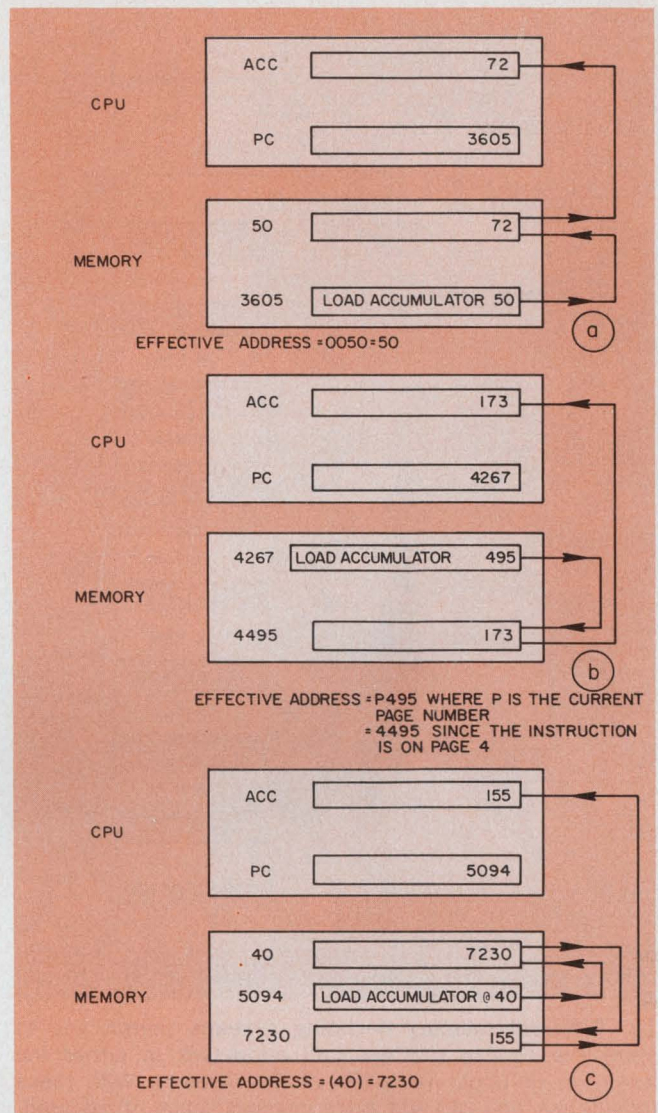 ACC 72
CPU
PC 3605
50 72
MEMORY
3605 LOAD ACCUMULATOR 50
a
EFFECTIVE ADDRESS = 0050 = 50
ACC 173
CPU
PC 4267
4267 LOAD ACCUMULATOR 495
MEMORY
4495 173
b
EFFECTIVE ADDRESS = P495 WHERE P IS THE CURRENT
PAGE NUMBER
= 4495 SINCE THE INSTRUCTION
IS ON PAGE 4
ACC 155
CPU
PC 5094
40 7230
MEMORY 5094 LOAD ACCUMULATOR @ 40
7230 155
EFFECTIVE ADDRESS = (40) = 7230
c